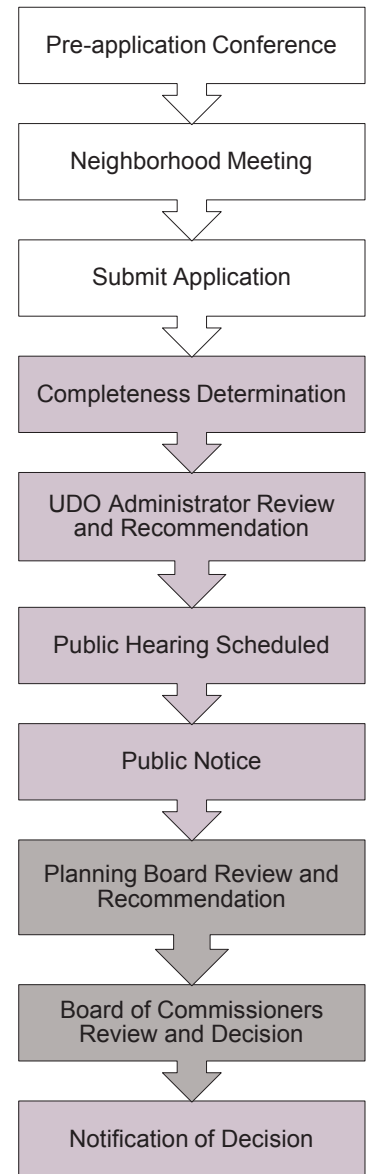 Pre-application Conference
Neighborhood Meeting
Submit Application
Completeness Determination
UDO Administrator Review
and Recommendation
Public Hearing Scheduled
Public Notice
Planning Board Review and
Recommendation
Board of Commissioners
Review and Decision
Notification of Decision